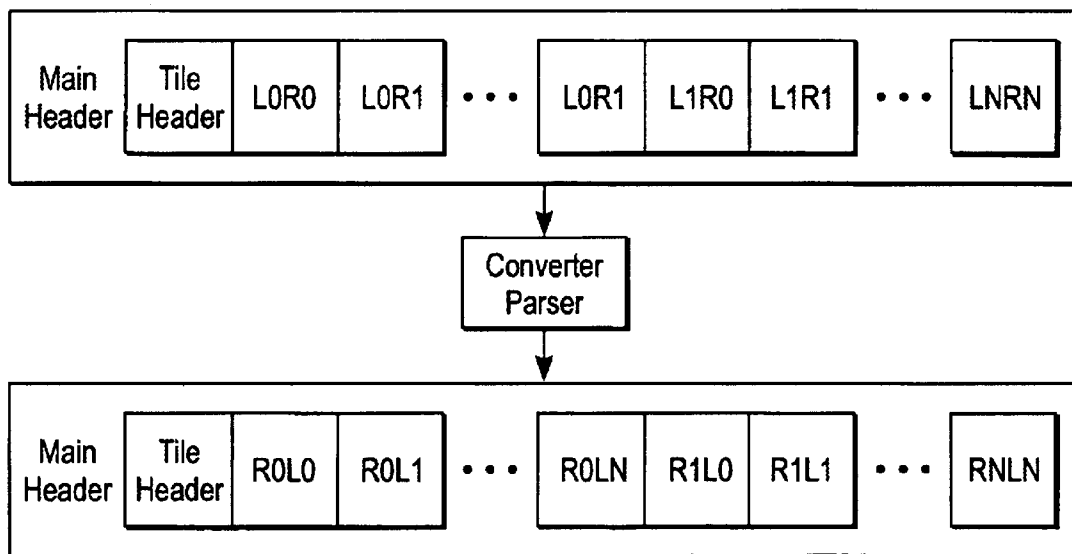 Main Header
Tile Header
L0R0
L0R1
• • •
L0R1
L1R0
L1R1
• • •
LNRN
Converter
Parser
Main Header
Tile Header
R0L0
R0L1
• • •
R0LN
R1L0
R1L1
• • •
RNLN